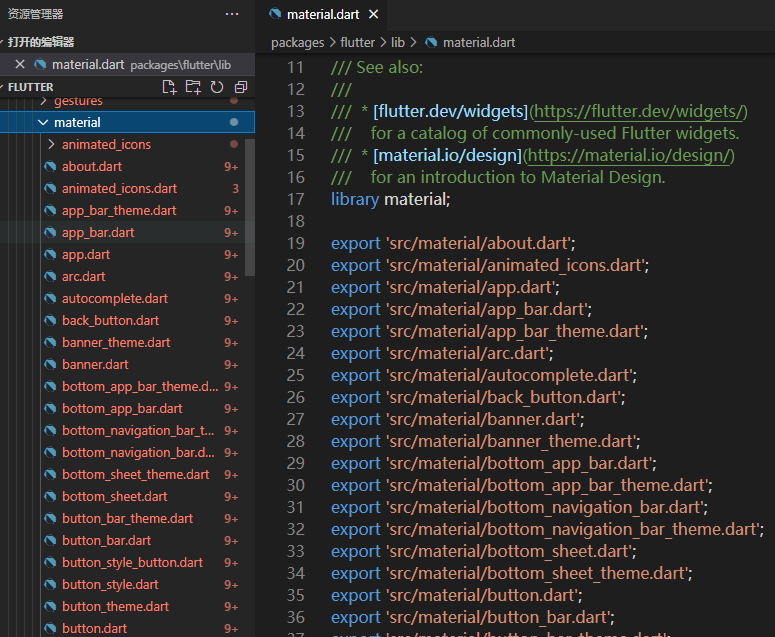 资源管理器
打开的编辑器
material.dart packages\flutter\lib
FLUTTER
gestures
material
animated_icons
about.dart 9+
animated_icons.dart 3
app_bar_theme.dart 9+
app_bar.dart 9+
app.dart 9+
arc.dart 9+
autocomplete.dart 9+
back_button.dart 9+
banner_theme.dart 9+
banner.dart 9+
bottom_app_bar_theme.d... 9+
bottom_app_bar.dart 9+
bottom_navigation_bar_t... 9+
bottom_navigation_bar.d... 9+
bottom_sheet_theme.dart 9+
bottom_sheet.dart 9+
button_bar_theme.dart 9+
button_bar.dart 9+
button_style_button.dart 9+
button_style.dart 9+
button_theme.dart 9+
button.dart 9+
material.dart
packages > flutter > lib > material.dart
11 /// See also:
12 ///
13 /// * [flutter.dev/widgets](https://flutter.dev/widgets/)
14 /// for a catalog of commonly-used Flutter widgets.
15 /// * [material.io/design](https://material.io/design/)
16 /// for an introduction to Material Design.
17 library material;
18
19 export 'src/material/about.dart';
20 export 'src/material/animated_icons.dart';
21 export 'src/material/app.dart';
22 export 'src/material/app_bar.dart';
23 export 'src/material/app_bar_theme.dart';
24 export 'src/material/arc.dart';
25 export 'src/material/autocomplete.dart';
26 export 'src/material/back_button.dart';
27 export 'src/material/banner.dart';
28 export 'src/material/banner_theme.dart';
29 export 'src/material/bottom_app_bar.dart';
30 export 'src/material/bottom_app_bar_theme.dart';
31 export 'src/material/bottom_navigation_bar.dart';
32 export 'src/material/bottom_navigation_bar_theme.dart';
33 export 'src/material/bottom_sheet.dart';
34 export 'src/material/bottom_sheet_theme.dart';
35 export 'src/material/button.dart';
36 export 'src/material/button_bar.dart';
37 export 'src/material/button_bar_theme.dart';